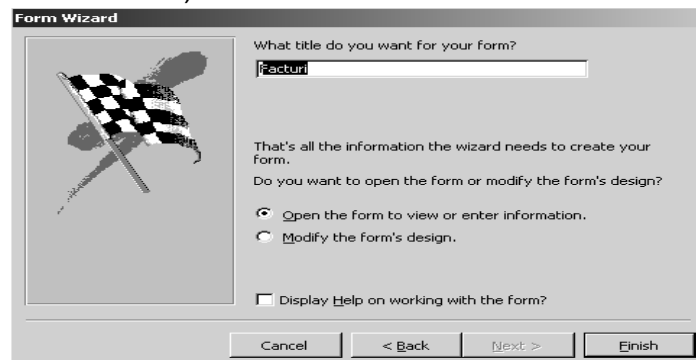 Form Wizard
What title do you want for your form?
Facturi
That's all the information the wizard needs to create your
form.
Do you want to open the form or modify the form's design?
Open the form to view or enter information.
Modify the form's design.
Display Help on working with the form?
Cancel
< Back
Next >
Finish